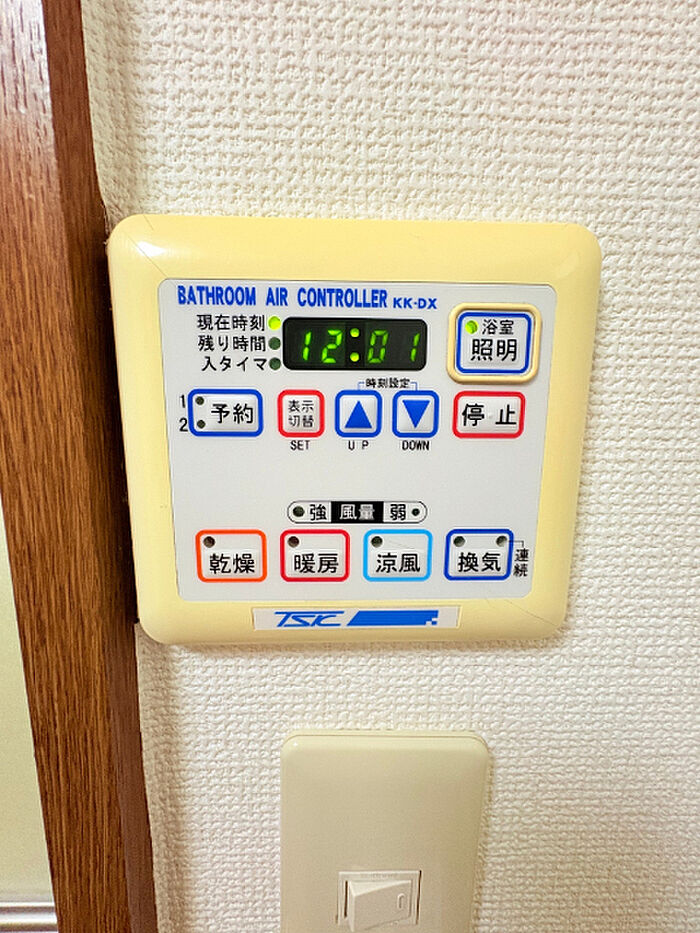 BATHROOM AIR CONTROLLER KK-DX
現在時刻
残り時間
入タイマ
12:01
浴室
照明
時刻設定
1
2
予約
表示
切替
停止
SET
UP
DOWN
強 風量 弱
乾燥
暖房
涼風
換気
連続
TSK